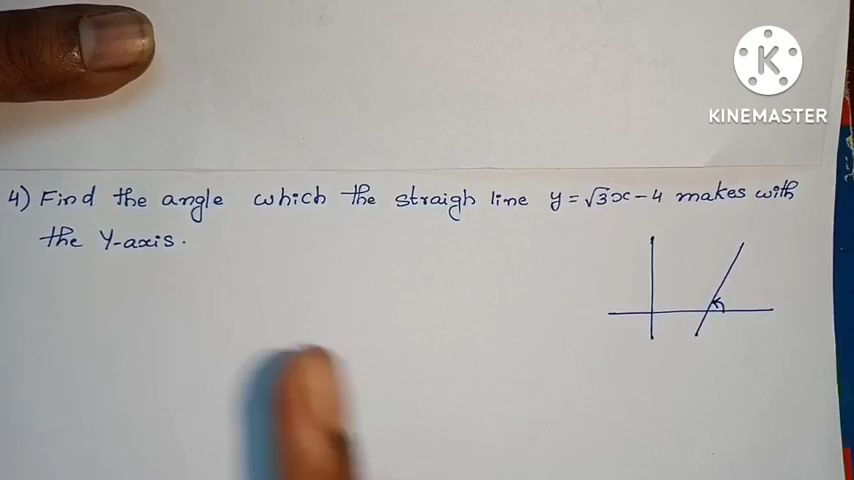 K
KINEMASTER
4) Find the angle which the straigh line y = √3x - 4 makes with
the Y-axis.